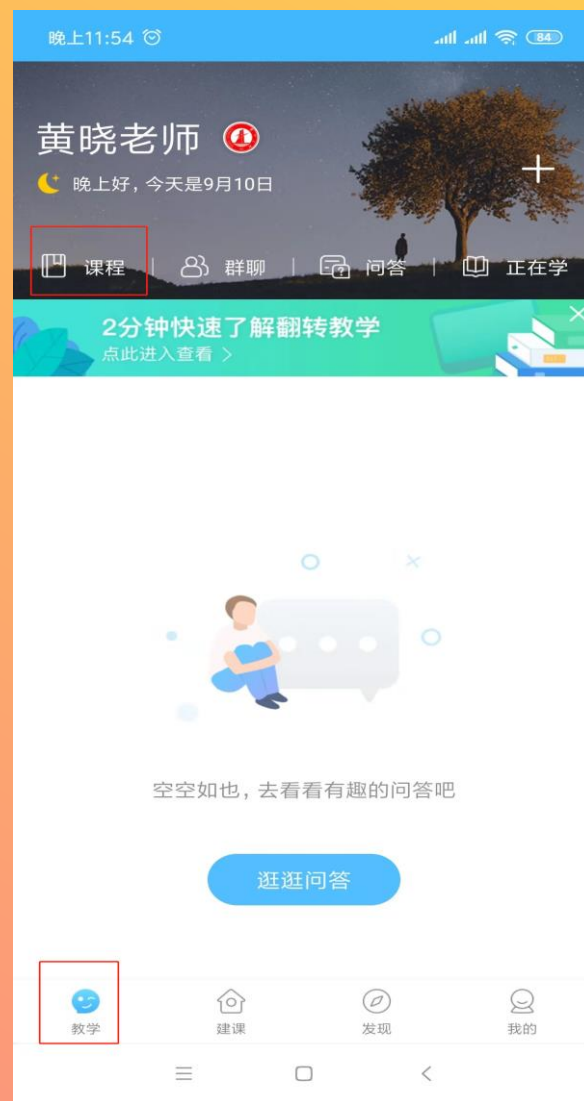 晚上11:54
84
黄晓老师
晚上好，今天是9月10日
课程 | 群聊 | 问答 | 正在学
2分钟快速了解翻转教学
点此进入查看 >
空空如也，去看看有趣的问答吧
逛逛问答
教学 建课 发现 我的